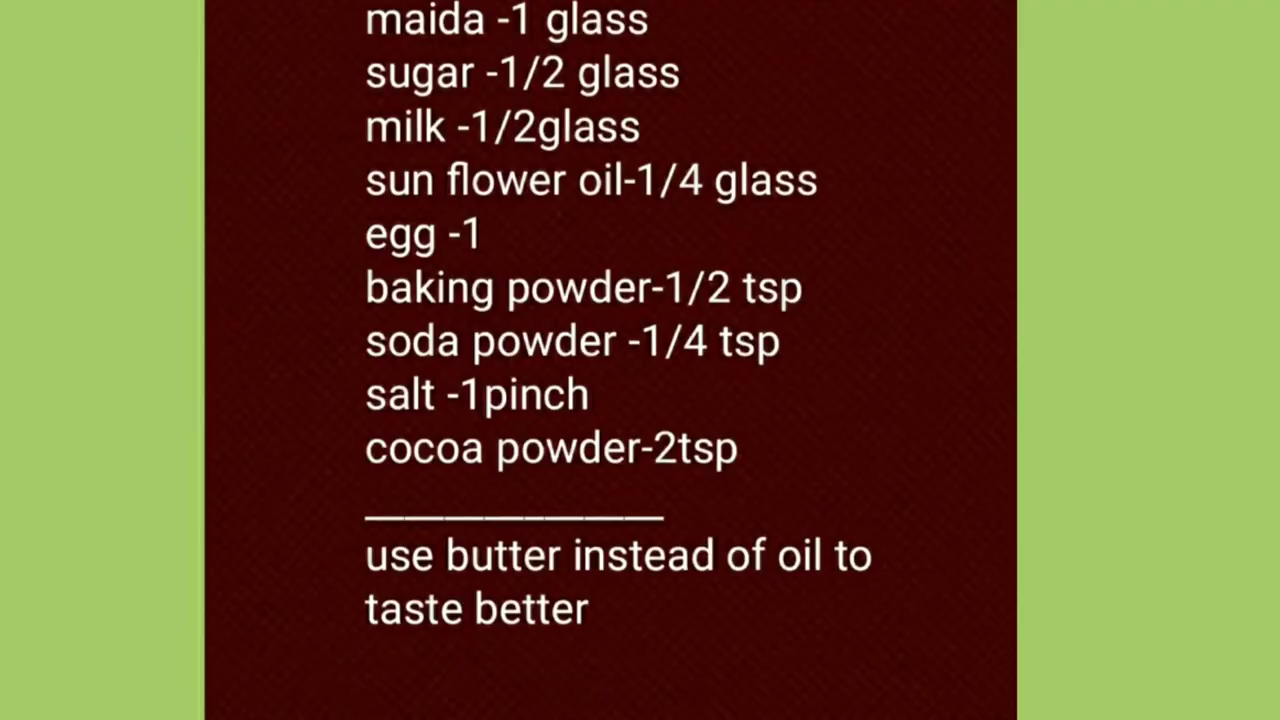 maida -1 glass
sugar -1/2 glass
milk -1/2glass
sun flower oil-1/4 glass
egg -1
baking powder-1/2 tsp
soda powder -1/4 tsp
salt -1pinch
cocoa powder-2tsp
__________
use butter instead of oil to
taste better